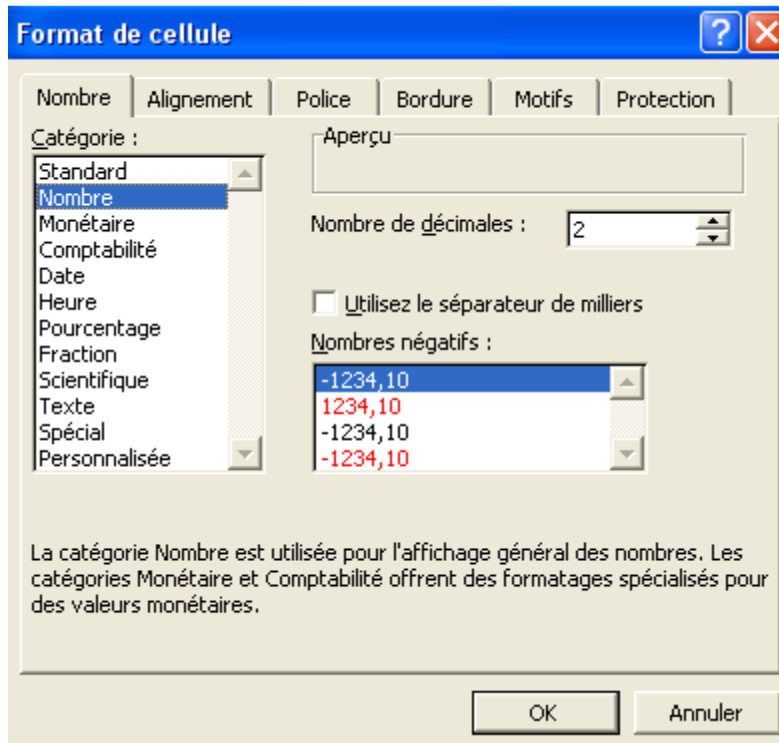 Format de cellule
Nombre Alignement Police Bordure Motifs Protection
Catégorie :
Standard
Nombre
Monétaire
Comptabilité
Date
Heure
Pourcentage
Fraction
Scientifique
Texte
Spécial
Personnalisée
Aperçu
Nombre de décimales : 2
Utilisez le séparateur de milliers
Nombres négatifs :
-1234,10
1234,10
-1234,10
-1234,10
La catégorie Nombre est utilisée pour l'affichage général des nombres. Les
catégories Monétaire et Comptabilité offrent des formatages spécialisés pour
des valeurs monétaires.
OK Annuler